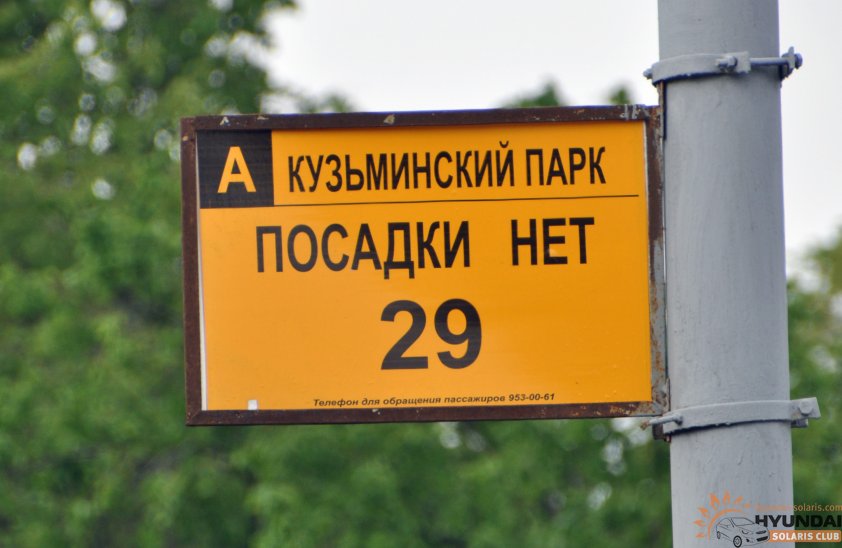 А КУЗЬМИНСКИЙ ПАРК
ПОСАДКИ НЕТ
29
Телефон для обращения пассажиров 953-00-61
HYUNDAI
SOLARIS CLUB